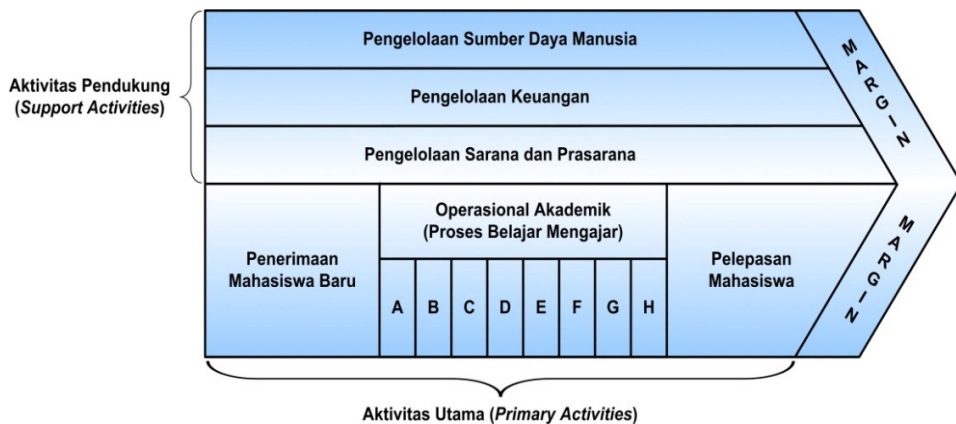 Pengelolaan Sumber Daya Manusia
Aktivitas Pendukung
(Support Activities)
Pengelolaan Keuangan
Pengelolaan Sarana dan Prasarana
MARGIN
Penerimaan
Mahasiswa Baru
Operasional Akademik
(Proses Belajar Mengajar)
A B C D E F G H
Pelepasan
Mahasiswa
MARGIN
Aktivitas Utama (Primary Activities)